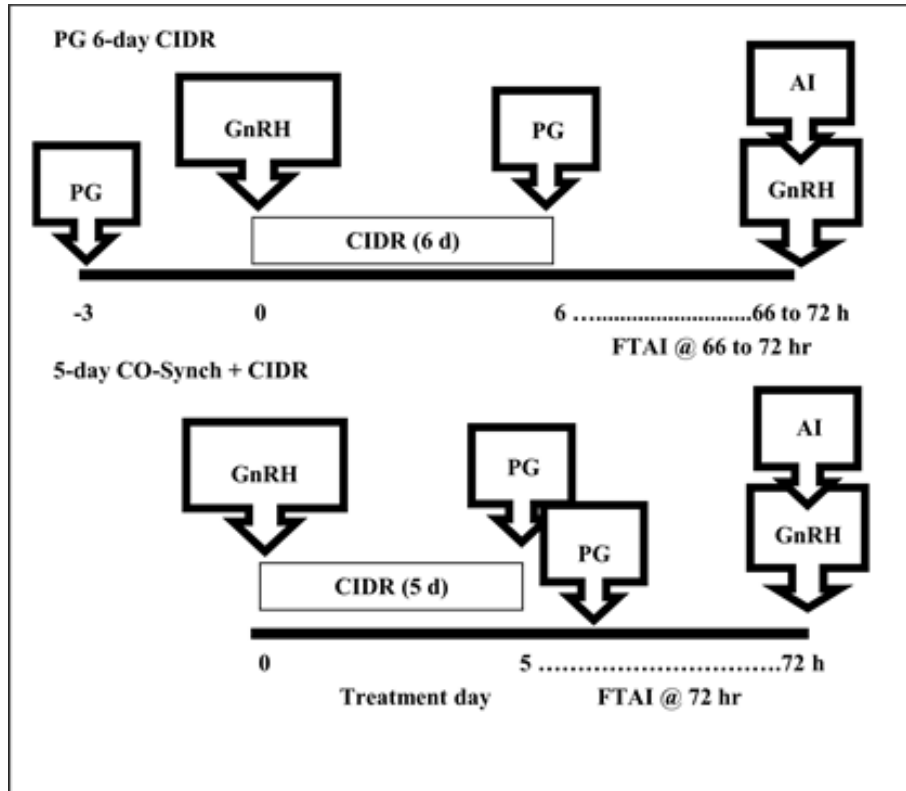 PG 6-day CIDR
AI
GnRH
PG
PG
GnRH
CIDR (6 d)
-3 0 6 ….............................66 to 72 h
FTAI @ 66 to 72 hr
5-day CO-Synch + CIDR
AI
GnRH
PG
GnRH
PG
CIDR (5 d)
0 5 ……………………………72 h
Treatment day FTAI @ 72 hr